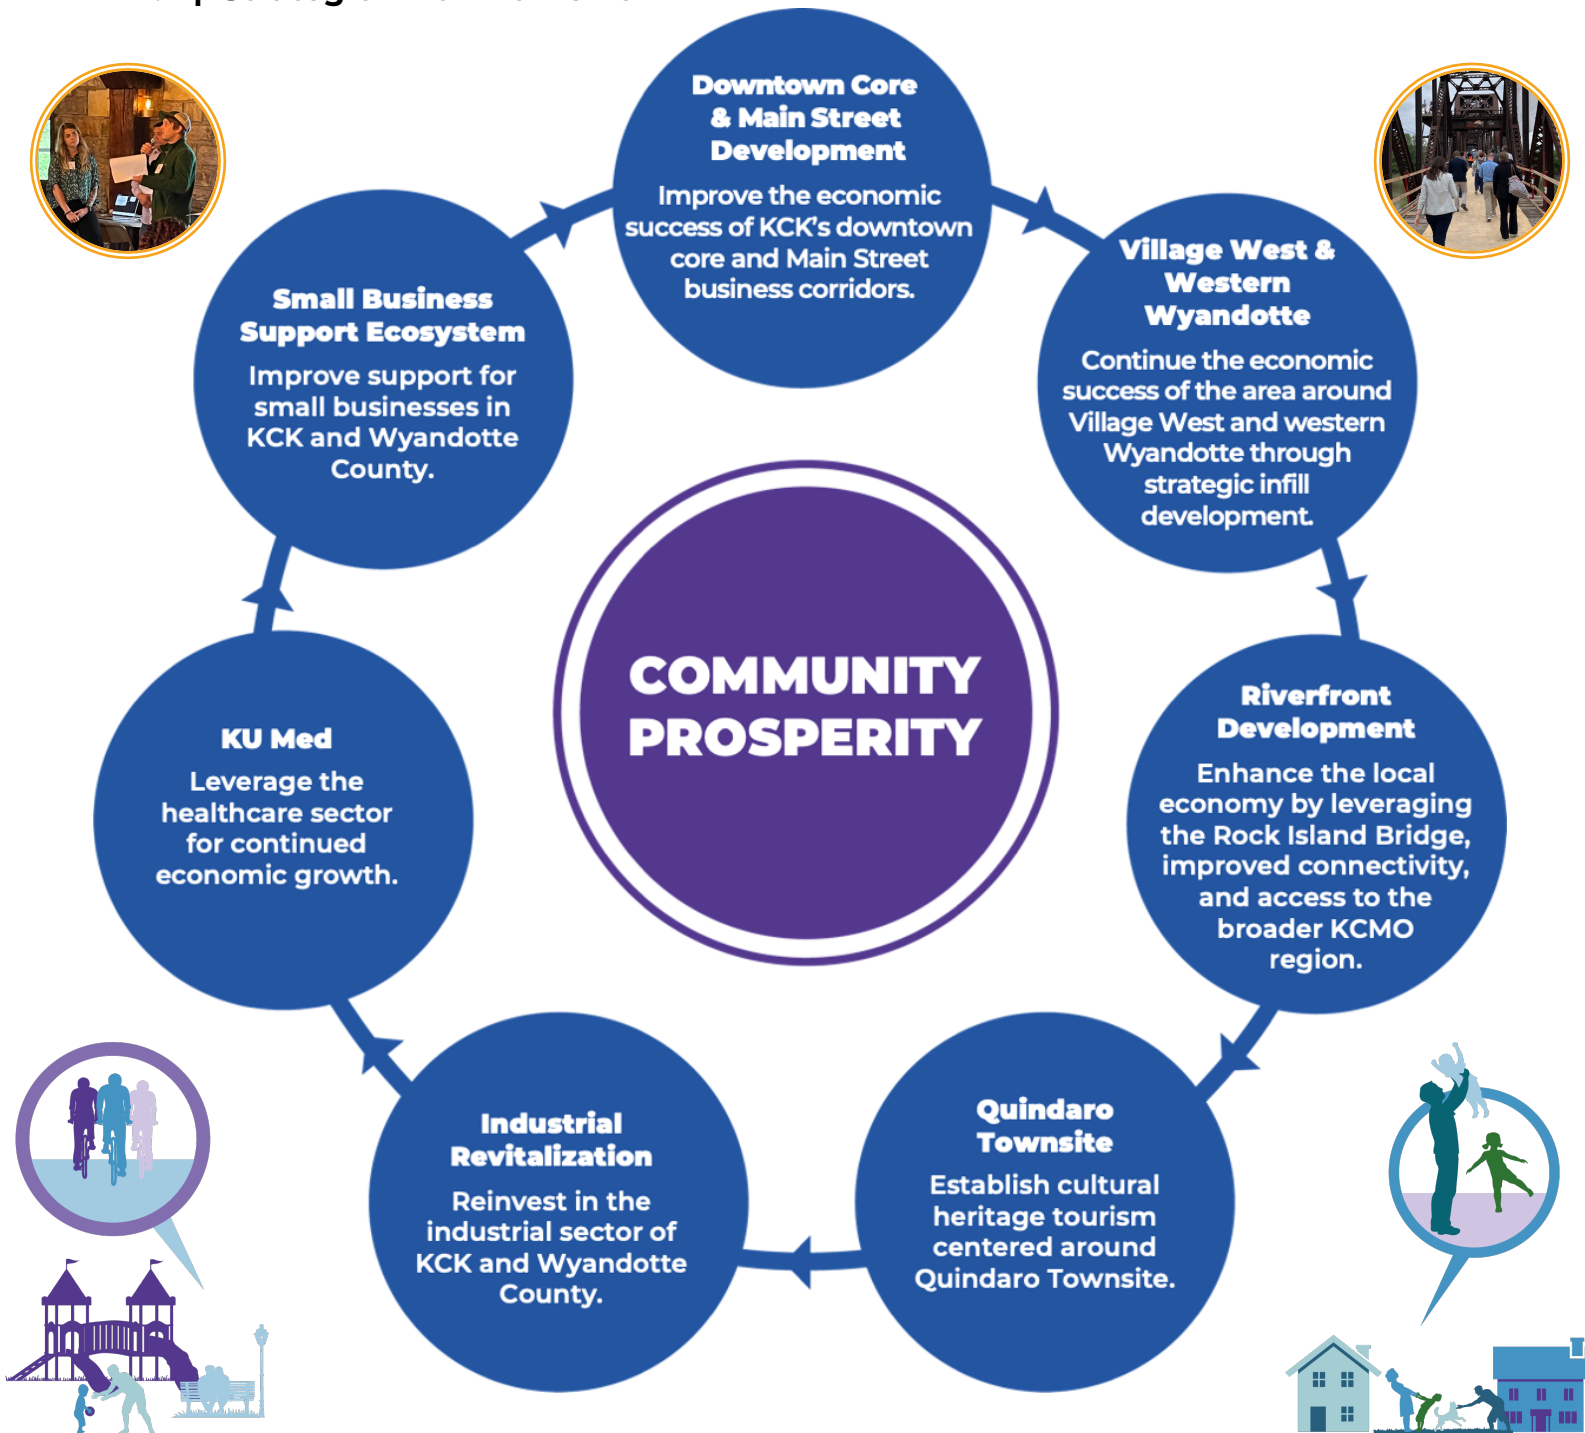 Downtown Core
& Main Street
Development
Improve the economic
success of KCK's downtown
core and Main Street
business corridors.
Village West &
Western
Wyandotte
Continue the economic
success of the area around
Village West and western
Wyandotte through
strategic infill
development.
Riverfront
Development
Enhance the local
economy by leveraging
the Rock Island Bridge,
improved connectivity,
and access to the
broader KCMO
region.
Quindaro
Townsite
Establish cultural
heritage tourism
centered around
Quindaro Townsite.
Industrial
Revitalization
Reinvest in the
industrial sector of
KCK and Wyandotte
County.
KU Med
Leverage the
healthcare sector
for continued
economic growth.
Small Business
Support Ecosystem
Improve support for
small businesses in
KCK and Wyandotte
County.
COMMUNITY
PROSPERITY